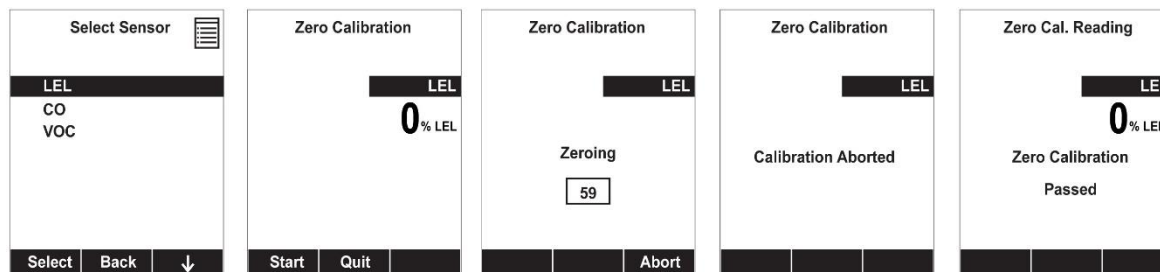 Select Sensor
LEL
CO
VOC
Select Back ↓
Zero Calibration
LEL
0% LEL
Start Quit
Zero Calibration
LEL
Zeroing
59
Abort
Zero Calibration
LEL
Calibration Aborted
Zero Cal. Reading
LEL
0% LEL
Zero Calibration
Passed